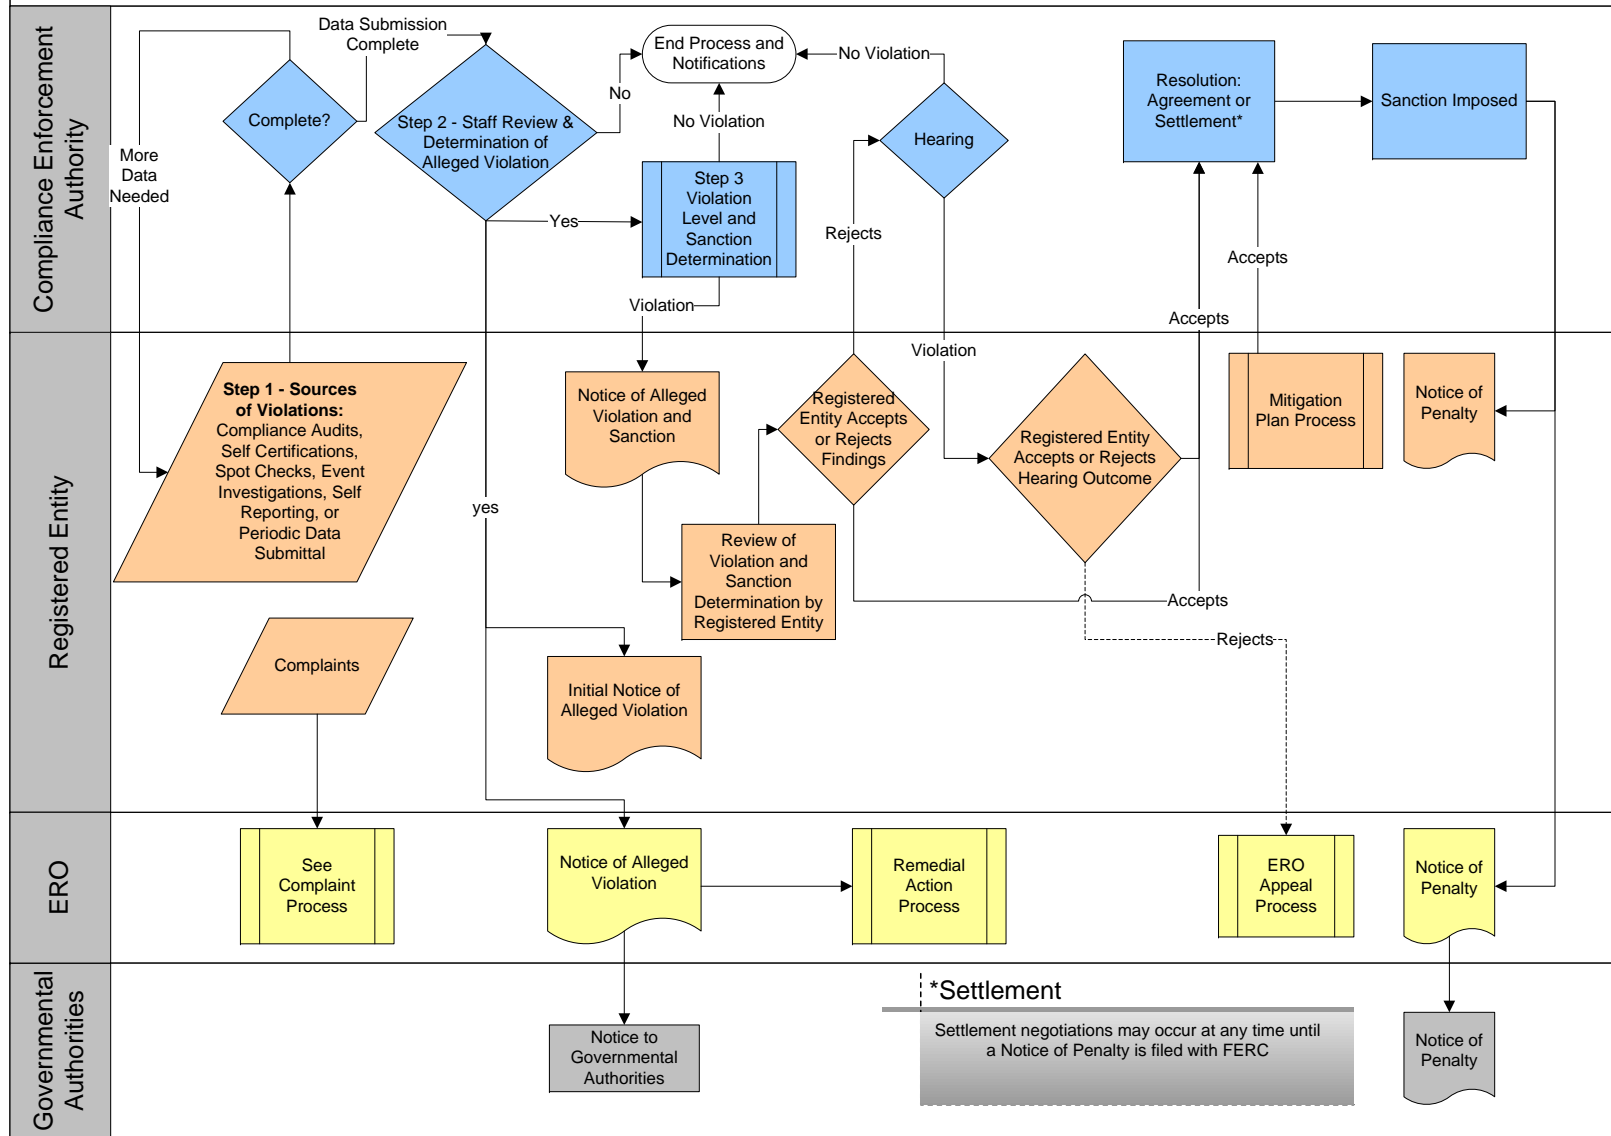 Compliance Enforcement
Authority
Data Submission
Complete
Complete?
More
Data
Needed
Step 2 - Staff Review &
Determination of
Alleged Violation
No
End Process and
Notifications
No Violation
No Violation
Yes
Step 3
Violation
Level and
Sanction
Determination
Violation
Hearing
Rejects
Resolution:
Agreement or
Settlement*
Sanction Imposed
Accepts
Accepts
Registered Entity
Step 1 - Sources
of Violations:
Compliance Audits,
Self Certifications,
Spot Checks, Event
Investigations, Self
Reporting, or
Periodic Data
Submittal
Complaints
yes
Notice of Alleged
Violation and
Sanction
Review of
Violation and
Sanction
Determination by
Registered Entity
Registered
Entity Accepts
or Rejects
Findings
Violation
Registered Entity
Accepts or Rejects
Hearing Outcome
Accepts
Rejects
Mitigation
Plan Process
Notice of
Penalty
Initial Notice of
Alleged Violation
ERO
See
Complaint
Process
Notice of Alleged
Violation
Remedial
Action
Process
ERO
Appeal
Process
Notice of
Penalty
Governmental
Authorities
Notice to
Governmental
Authorities
*Settlement
Settlement negotiations may occur at any time until
a Notice of Penalty is filed with FERC
Notice of
Penalty